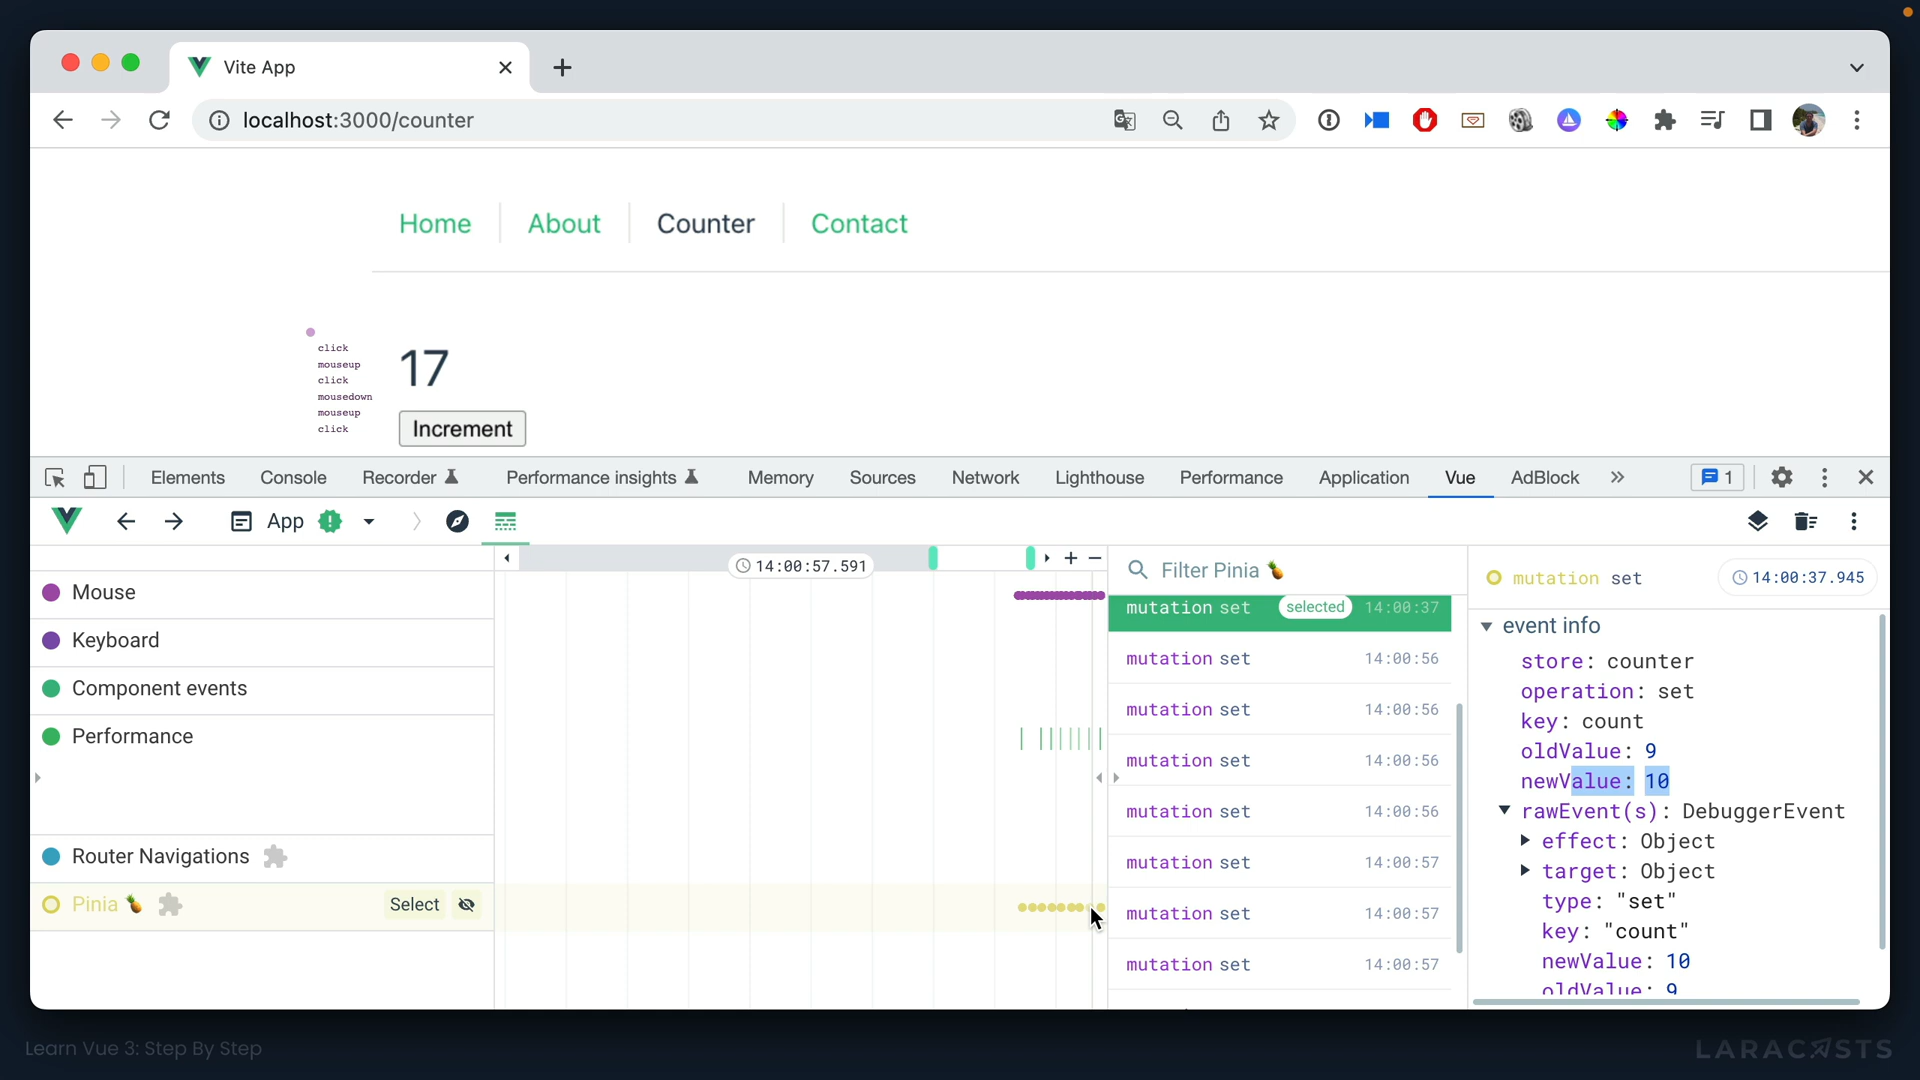 Vite App
localhost:3000/counter
Home
About
Counter
Contact
click
mouseup
click
mousedown
mouseup
click
17
Increment
Elements
Console
Recorder
Performance insights
Memory
Sources
Network
Lighthouse
Performance
Application
Vue
AdBlock
1
App
14:00:57.591
Mouse
Keyboard
Component events
Performance
Router Navigations
Pinia 🍍
Select
Filter Pinia 🍍
mutation set selected 14:00:37
mutation set 14:00:56
mutation set 14:00:56
mutation set 14:00:56
mutation set 14:00:56
mutation set 14:00:57
mutation set 14:00:57
mutation set 14:00:57
mutation set 14:00:37.945
event info
store: counter
operation: set
key: count
oldValue: 9
newValue: 10
rawEvent(s): DebuggerEvent
effect: Object
target: Object
type: "set"
key: "count"
newValue: 10
oldValue: 9
Learn Vue 3: Step By Step
LARACASTS